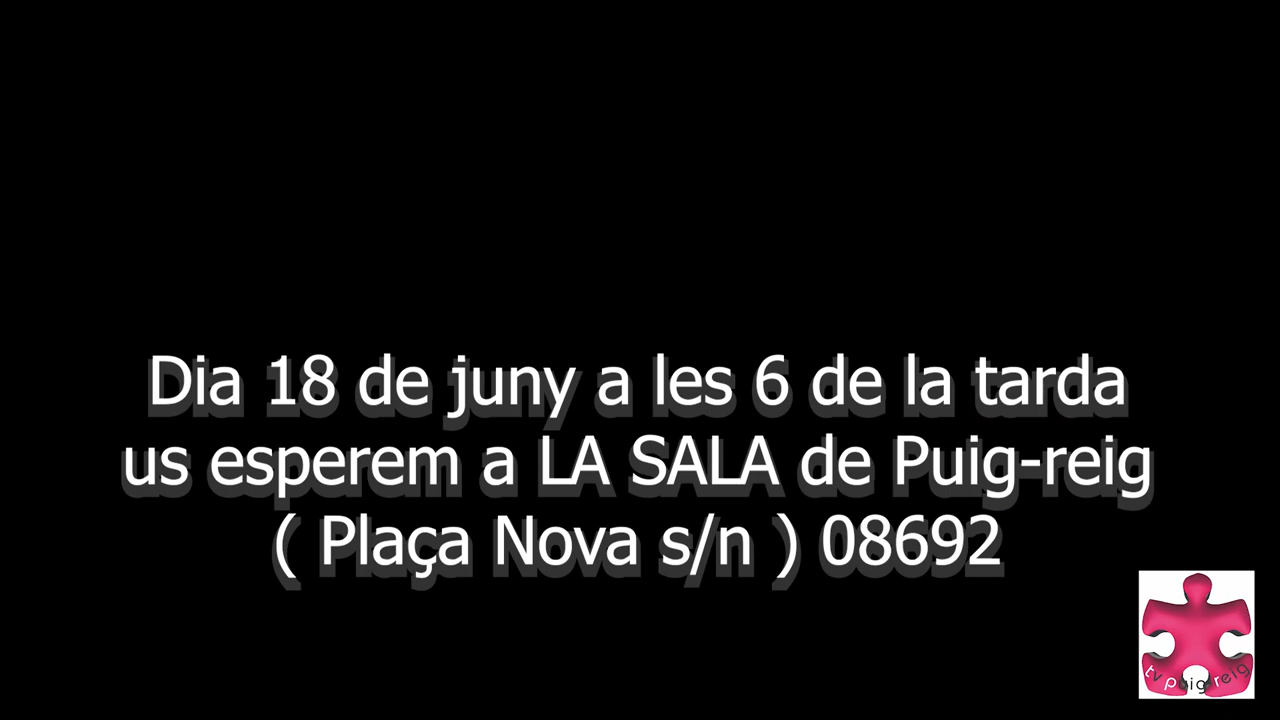 Dia 18 de juny a les 6 de la tarda
us esperem a LA SALA de Puig-reig
( Plaça Nova s/n ) 08692
tv puig-reig